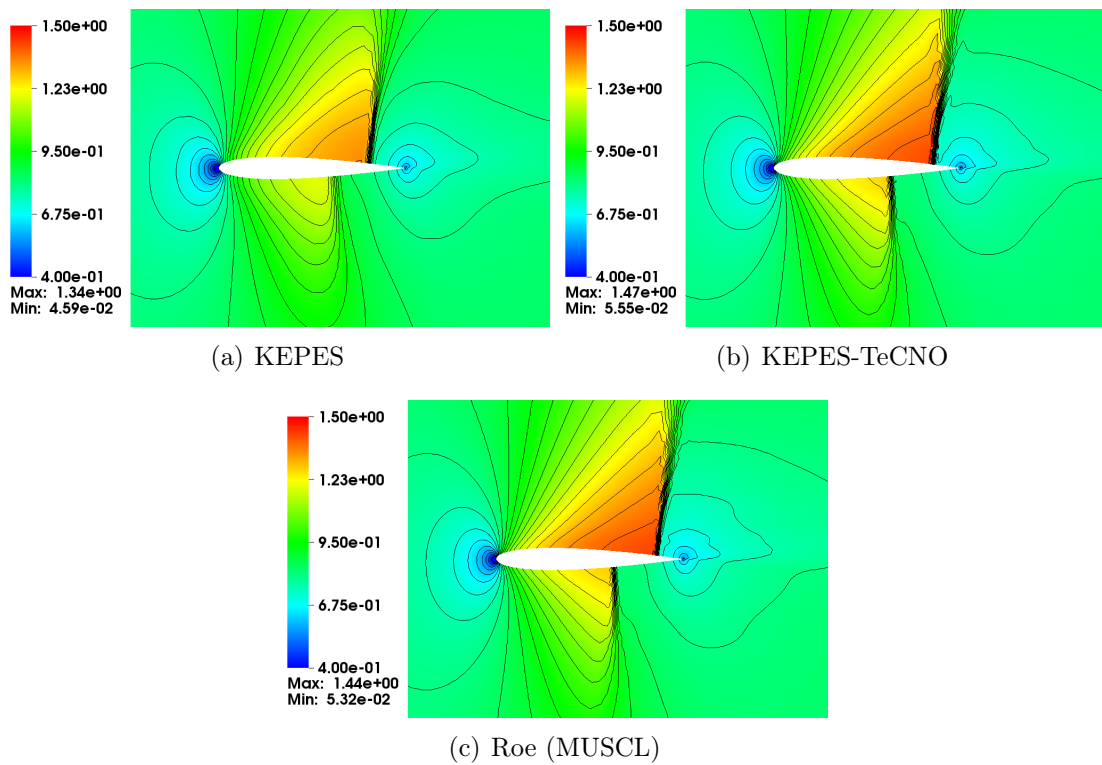 1.50e+00
1.23e+00
9.50e-01
6.75e-01
4.00e-01
Max: 1.34e+00
Min: 4.59e-02
(a) KEPES
1.50e+00
1.23e+00
9.50e-01
6.75e-01
4.00e-01
Max: 1.47e+00
Min: 5.55e-02
(b) KEPES-TeCNO
1.50e+00
1.23e+00
9.50e-01
6.75e-01
4.00e-01
Max: 1.44e+00
Min: 5.32e-02
(c) Roe (MUSCL)